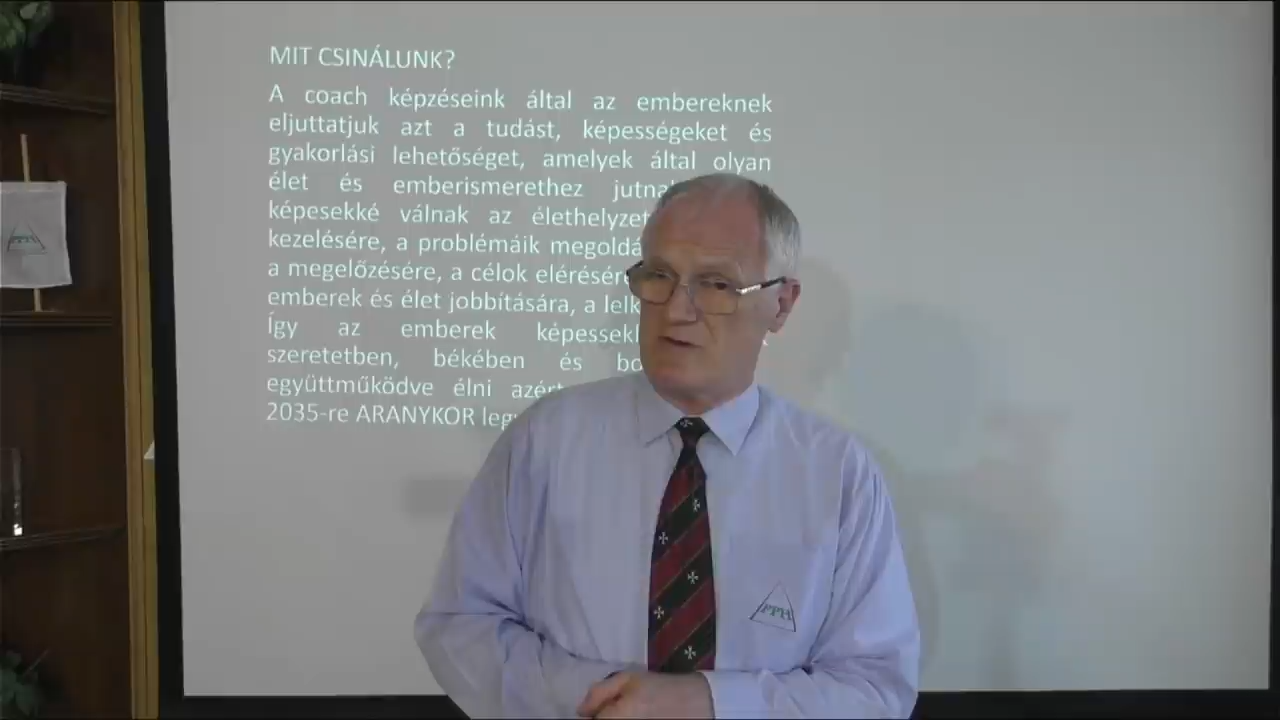 MIT CSINÁLUNK?
A coach képzéseink által az embereknek
eljuttatjuk azt a tudást, képességeket és
gyakorlási lehetőséget, amelyek által olyan
élet és emberismerethez
képesekké válnak az
kezelésére, a problémáik
a megelőzésére, a célok
emberek és élet jobbítására, a
Így az emberek
szeretetben, békében és
együttműködve élni
2035-re ARANYKOR
PPH